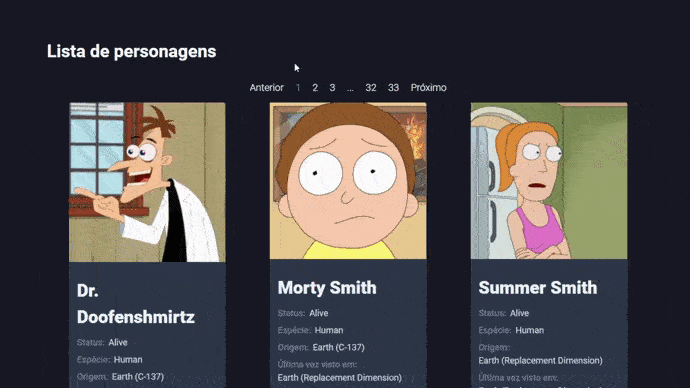 Lista de personagens
Anterior 1 2 3 ... 32 33 Próximo
Dr.
Doofenshmirtz
Status: Alive
Espécie: Human
Origem: Earth (C-137)
Morty Smith
Status: Alive
Espécie: Human
Origem: Earth (C-137)
Última vez visto em:
Earth (Replacement Dimension)
Summer Smith
Status: Alive
Espécie: Human
Origem:
Earth (Replacement Dimension)
Última vez visto em: